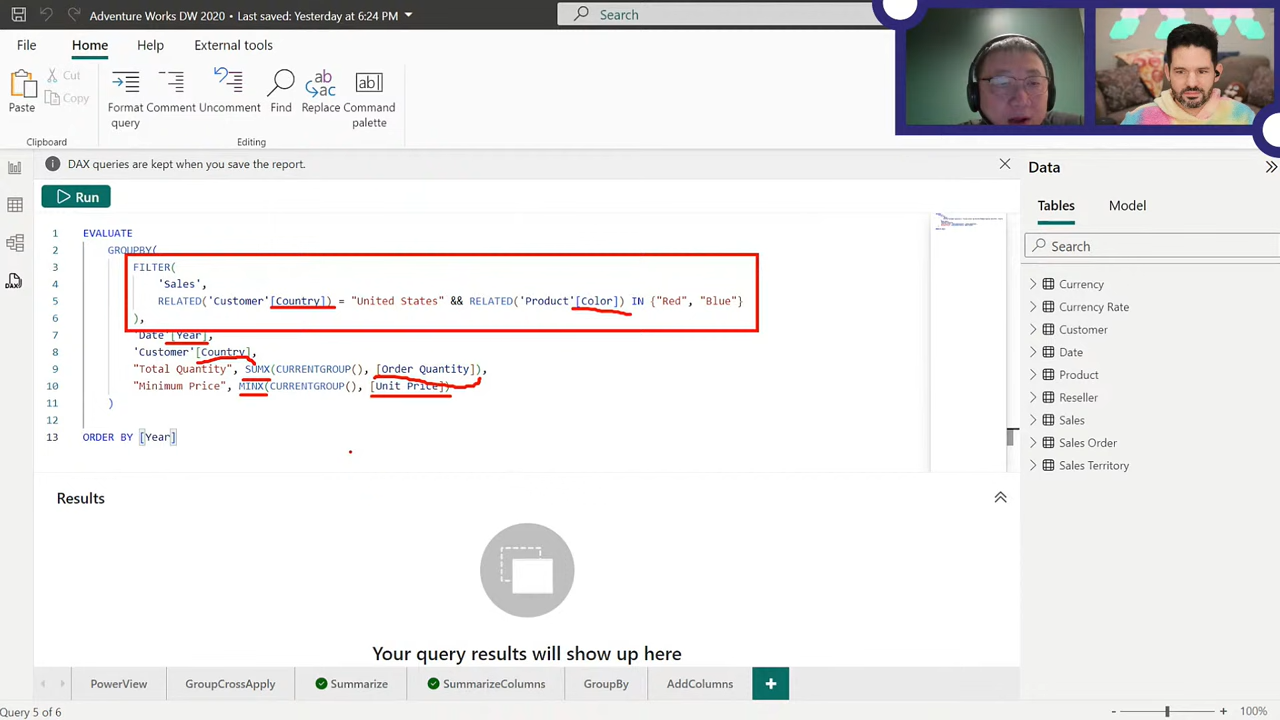 Adventure Works DW 2020 • Last saved: Yesterday at 6:24 PM
Search
File Home Help External tools
Paste
Cut
Copy
Format query
Comment
Uncomment
Find
Replace
Command palette
Clipboard
Editing
DAX queries are kept when you save the report.
Run
1 EVALUATE
2 GROUPBY(
3 FILTER(
4 'Sales',
5 RELATED('Customer'[Country]) = "United States" && RELATED('Product'[Color]) IN {"Red", "Blue"}
6 ),
7 'Date'[Year],
8 'Customer'[Country],
9 "Total Quantity", SUMX(CURRENTGROUP(), [Order Quantity]),
10 "Minimum Price", MINX(CURRENTGROUP(), [Unit Price])
11 )
12
13 ORDER BY [Year]
Results
Your query results will show up here
Data
Tables Model
Search
Currency
Currency Rate
Customer
Date
Product
Reseller
Sales
Sales Order
Sales Territory
PowerView GroupCrossApply Summarize SummarizeColumns GroupBy AddColumns +
Query 5 of 6
- + 100%